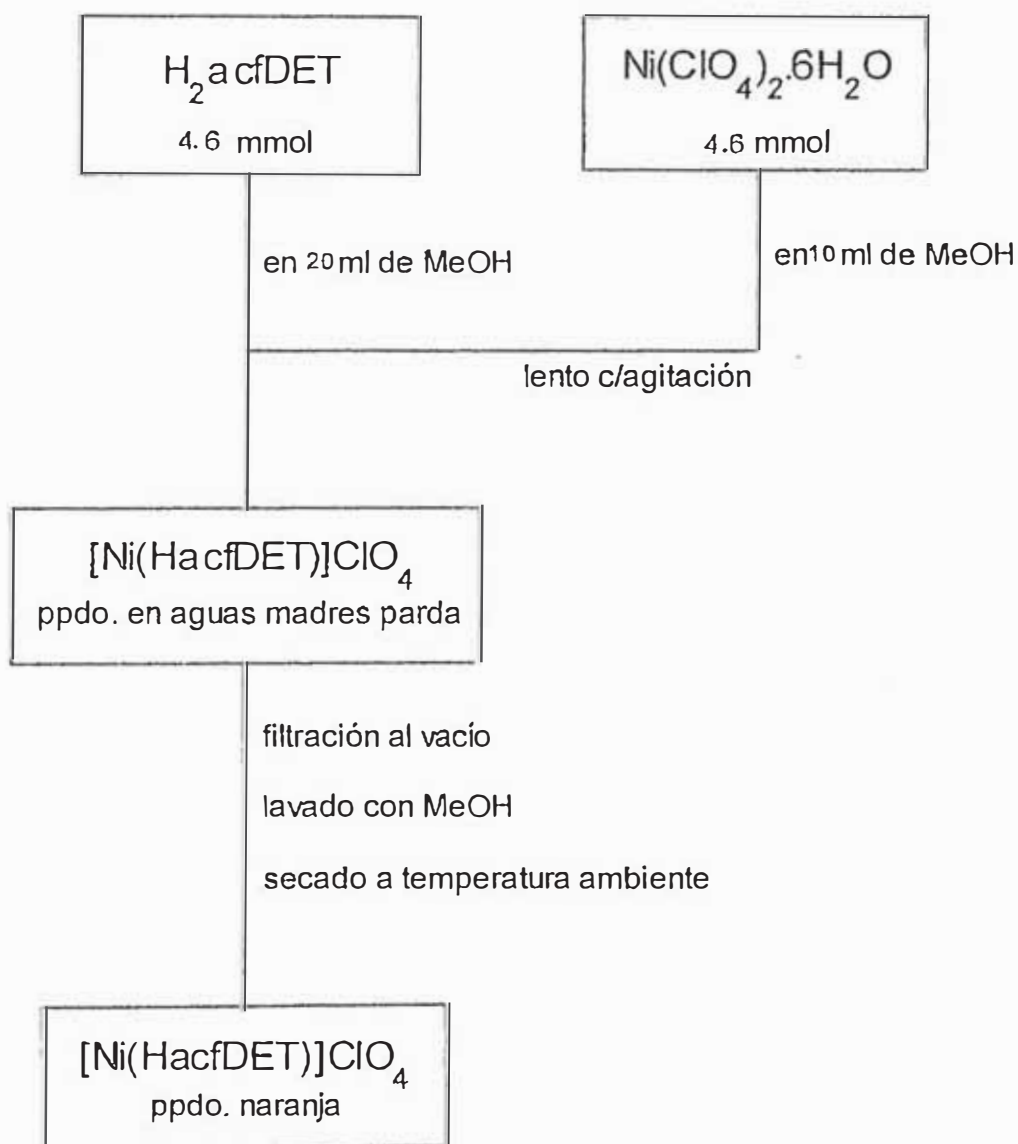 H₂acfDET
4.6 mmol
Ni(ClO₄)₂.6H₂O
4.6 mmol
en 20 ml de MeOH
en10 ml de MeOH
lento c/agitación
[Ni(HacfDET)]ClO₄
ppdo. en aguas madres parda
filtración al vacío
lavado con MeOH
secado a temperatura ambiente
[Ni(HacfDET)]ClO₄
ppdo. naranja